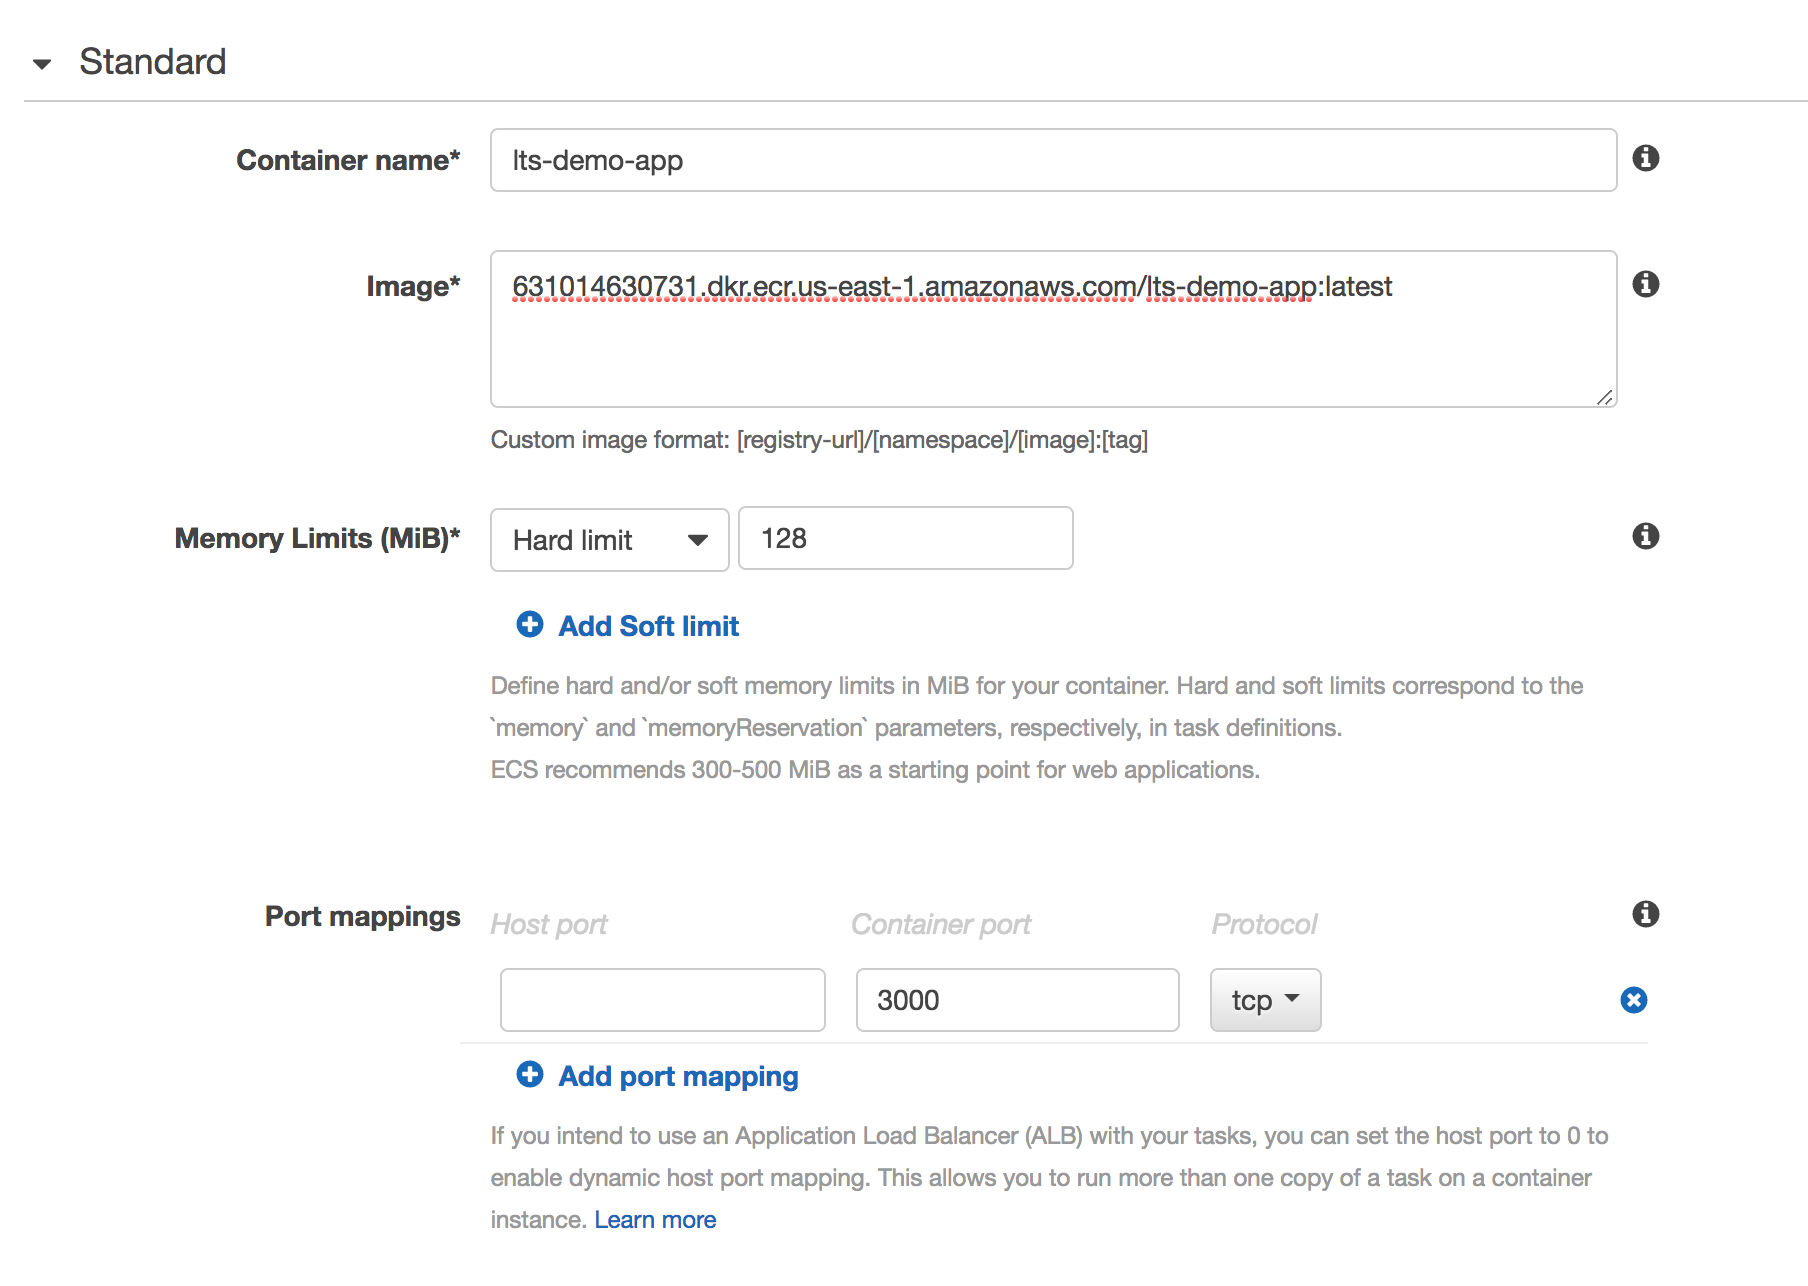 Standard
Container name*
lts-demo-app
Image*
631014630731.dkr.ecr.us-east-1.amazonaws.com/lts-demo-app:latest
Custom image format: [registry-url]/[namespace]/[image]:[tag]
Memory Limits (MiB)*
Hard limit
128
Add Soft limit
Define hard and/or soft memory limits in MiB for your container. Hard and soft limits correspond to the
`memory` and `memoryReservation` parameters, respectively, in task definitions.
ECS recommends 300-500 MiB as a starting point for web applications.
Port mappings
Host port
Container port
Protocol
3000
tcp
Add port mapping
If you intend to use an Application Load Balancer (ALB) with your tasks, you can set the host port to 0 to
enable dynamic host port mapping. This allows you to run more than one copy of a task on a container
instance. Learn more